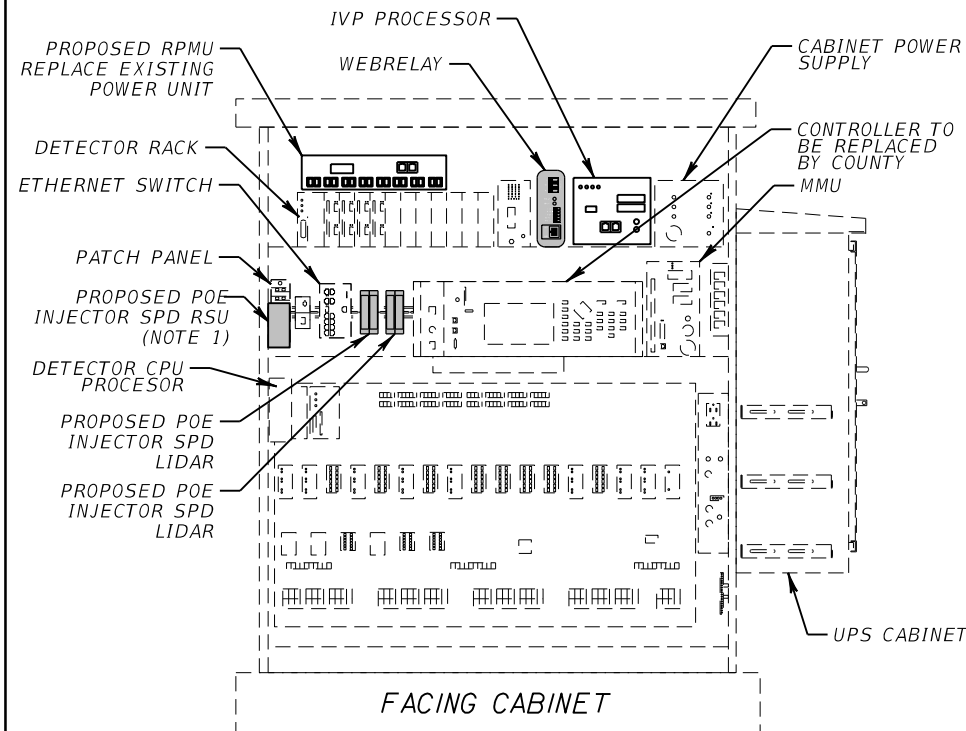 IVP PROCESSOR
PROPOSED RPMU
REPLACE EXISTING
POWER UNIT
WEBRELAY
CABINET POWER
SUPPLY
DETECTOR RACK
CONTROLLER TO
BE REPLACED
BY COUNTY
ETHERNET SWITCH
MMU
PATCH PANEL
PROPOSED POE
INJECTOR SPD RSU
(NOTE 1)
DETECTOR CPU
PROCESOR
PROPOSED POE
INJECTOR SPD
LIDAR
PROPOSED POE
INJECTOR SPD
LIDAR
UPS CABINET
FACING CABINET